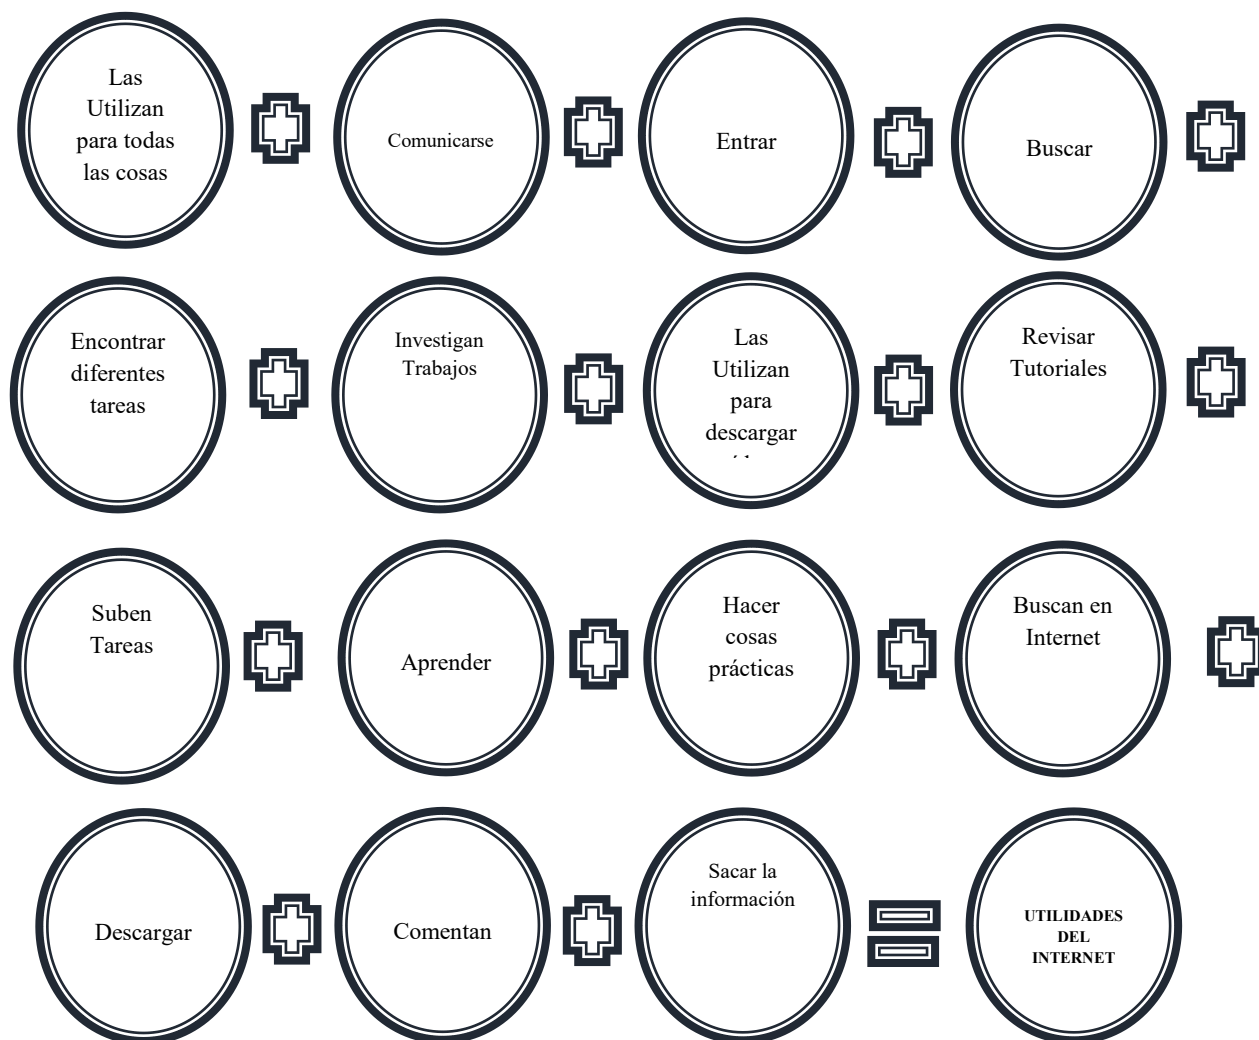 Las
Utilizan
para todas
las cosas
Comunicarse
Entrar
Buscar
Encontrar
diferentes
tareas
Investigan
Trabajos
Las
Utilizan
para
descargar
Revisar
Tutoriales
Suben
Tareas
Aprender
Hacer
cosas
prácticas
Buscan en
Internet
Descargar
Comentan
Sacar la
información
UTILIDADES
DEL
INTERNET